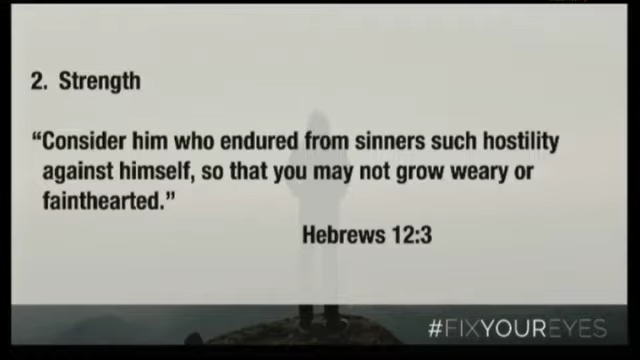 2. Strength
“Consider him who endured from sinners such hostility
against himself, so that you may not grow weary or
fainthearted.”
Hebrews 12:3
#FIXYOUREYES